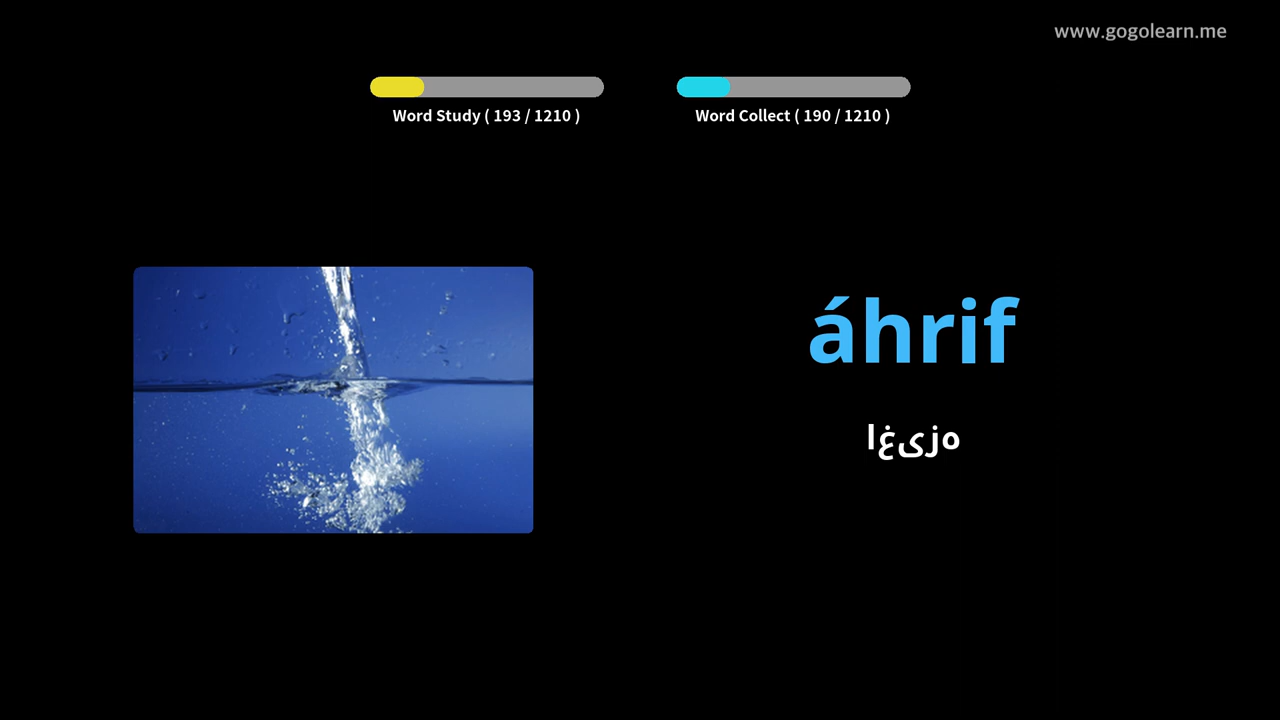 www.gogolearn.me
Word Study ( 193 / 1210 )
Word Collect ( 190 / 1210 )
áhrif
اغیزه